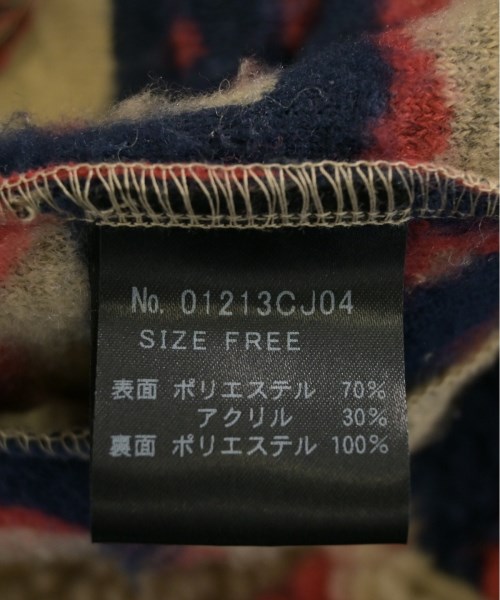 No. 01213CJ04
SIZE FREE
表面 ポリエステル 70%
アクリル 30%
裏面 ポリエステル 100%